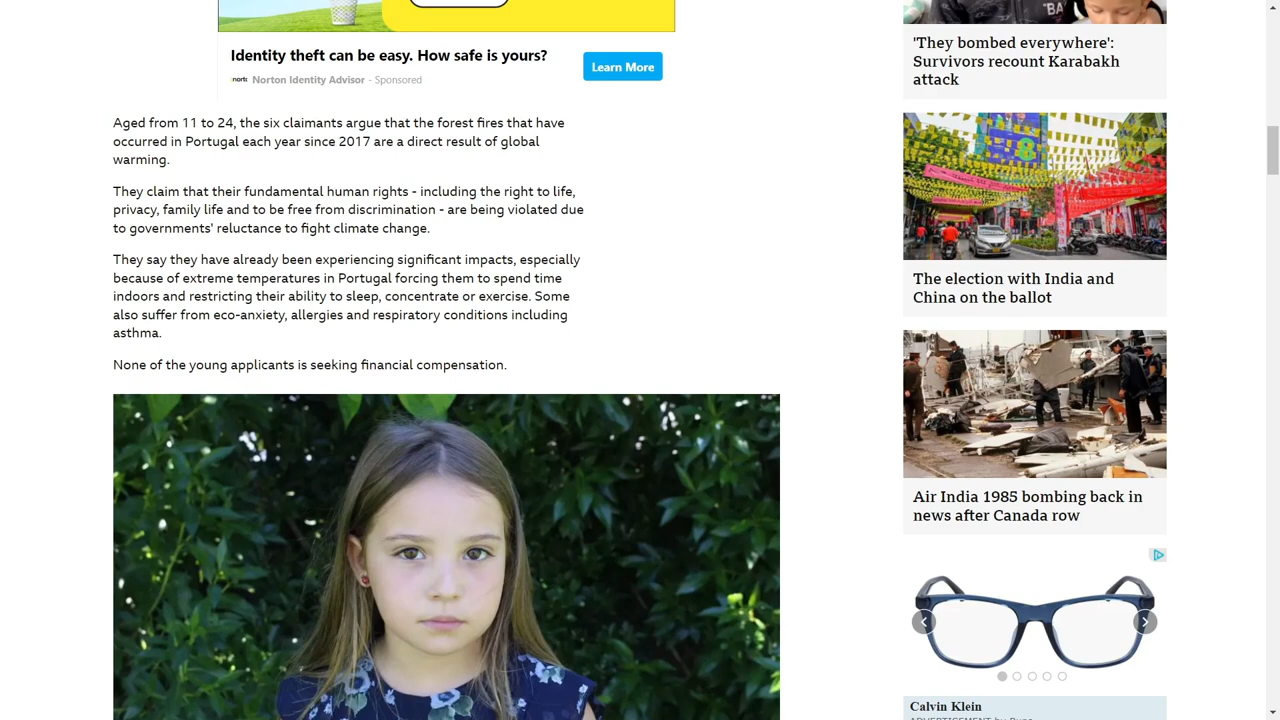 Identity theft can be easy. How safe is yours?
Learn More
Norton Identity Advisor - Sponsored
Aged from 11 to 24, the six claimants argue that the forest fires that have
occurred in Portugal each year since 2017 are a direct result of global
warming.
They claim that their fundamental human rights - including the right to life,
privacy, family life and to be free from discrimination - are being violated due
to governments' reluctance to fight climate change.
They say they have already been experiencing significant impacts, especially
because of extreme temperatures in Portugal forcing them to spend time
indoors and restricting their ability to sleep, concentrate or exercise. Some
also suffer from eco-anxiety, allergies and respiratory conditions including
asthma.
None of the young applicants is seeking financial compensation.
'They bombed everywhere':
Survivors recount Karabakh
attack
8
The election with India and
China on the ballot
Air India 1985 bombing back in
news after Canada row
Calvin Klein